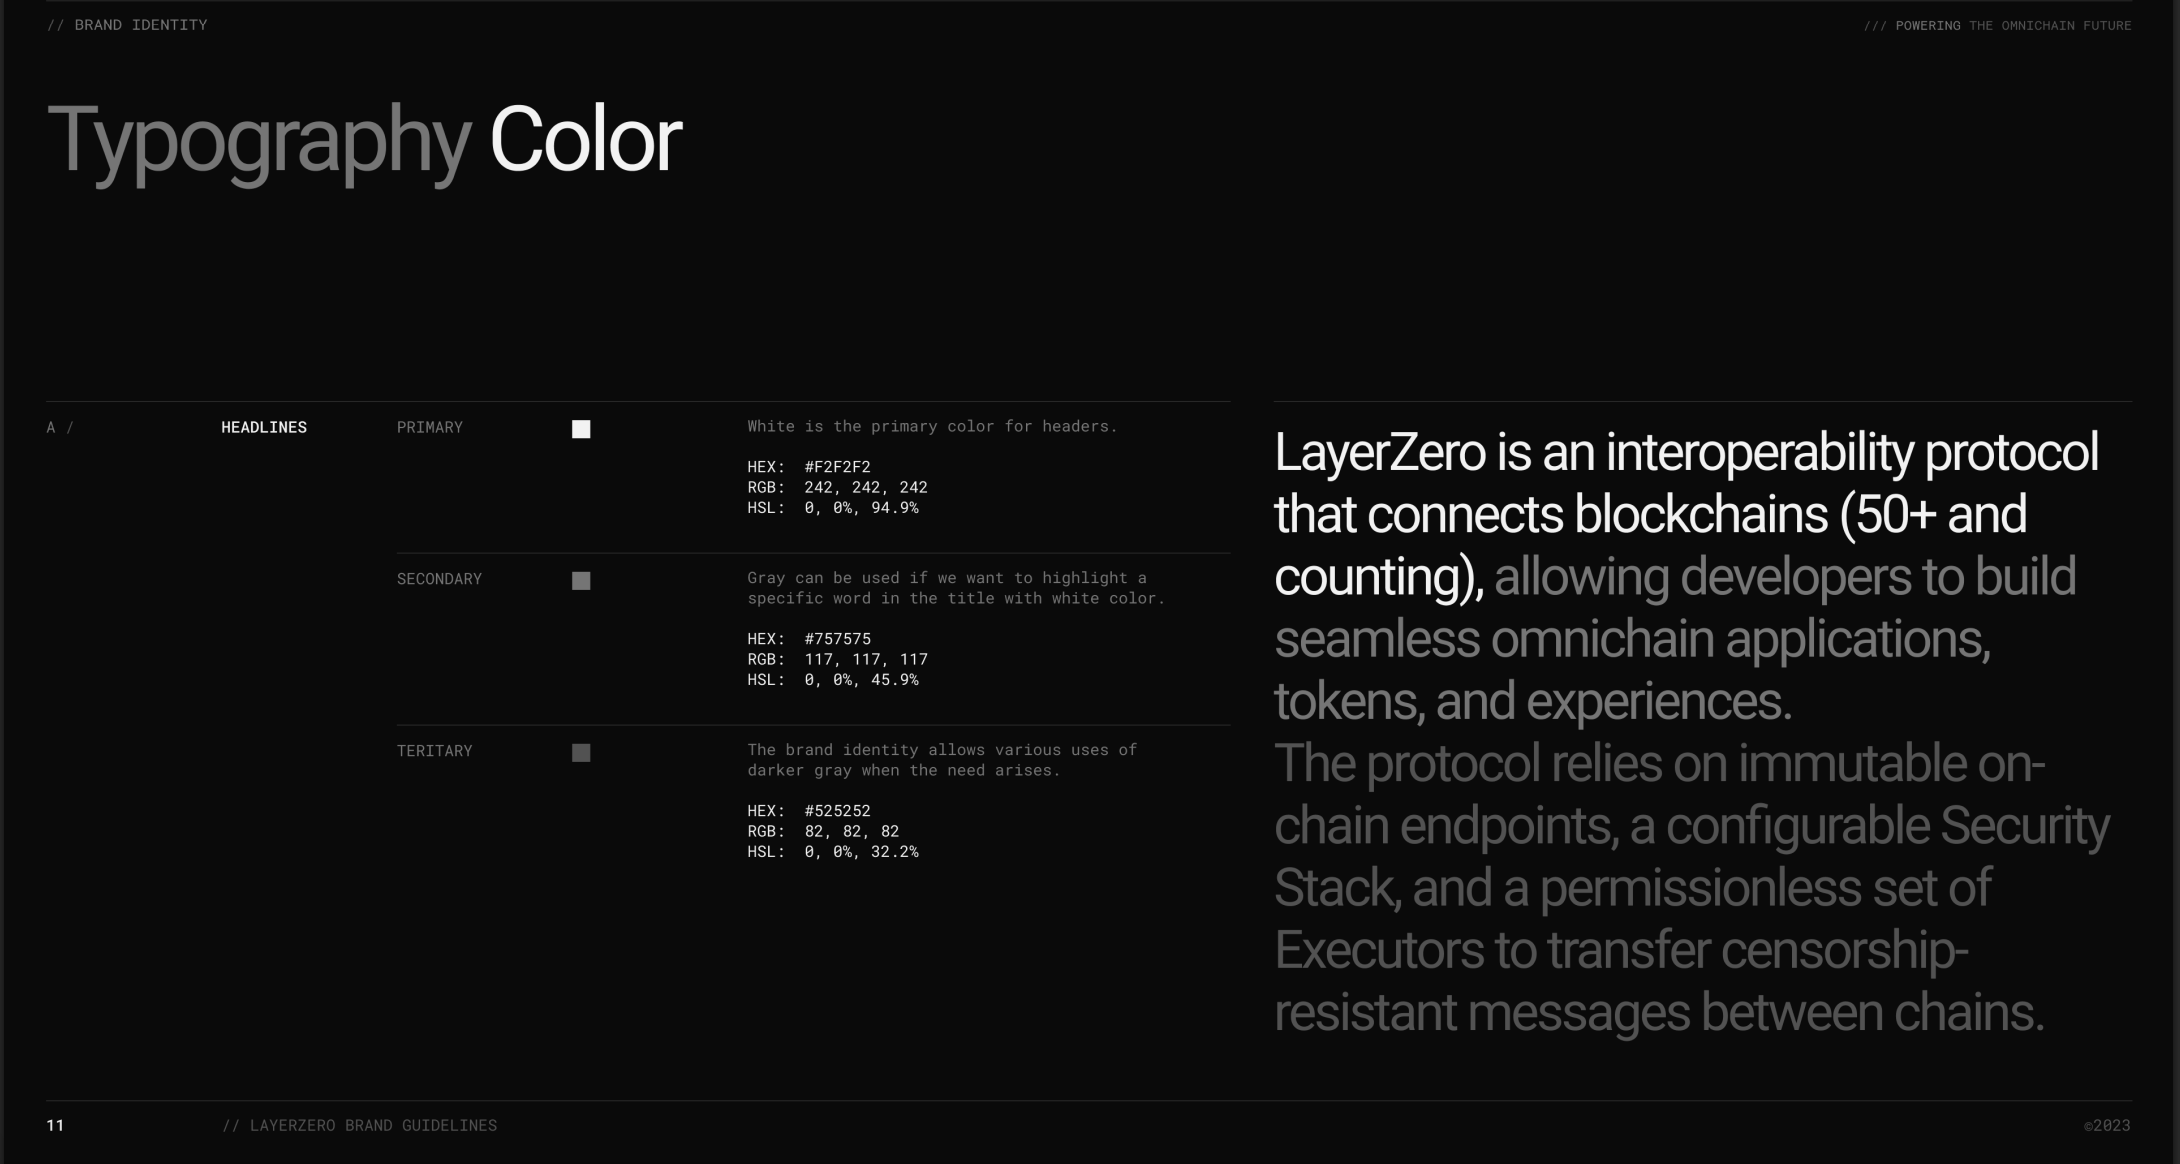 // BRAND IDENTITY
/// POWERING THE OMNICHAIN FUTURE
Typography Color
A /
HEADLINES
PRIMARY
White is the primary color for headers.
HEX: #F2F2F2
RGB: 242, 242, 242
HSL: 0, 0%, 94.9%
SECONDARY
Gray can be used if we want to highlight a
specific word in the title with white color.
HEX: #757575
RGB: 117, 117, 117
HSL: 0, 0%, 45.9%
TERITARY
The brand identity allows various uses of
darker gray when the need arises.
HEX: #525252
RGB: 82, 82, 82
HSL: 0, 0%, 32.2%
LayerZero is an interoperability protocol
that connects blockchains (50+ and
counting), allowing developers to build
seamless omnichain applications,
tokens, and experiences.
The protocol relies on immutable on-
chain endpoints, a configurable Security
Stack, and a permissionless set of
Executors to transfer censorship-
resistant messages between chains.
11
// LAYERZERO BRAND GUIDELINES
©2023